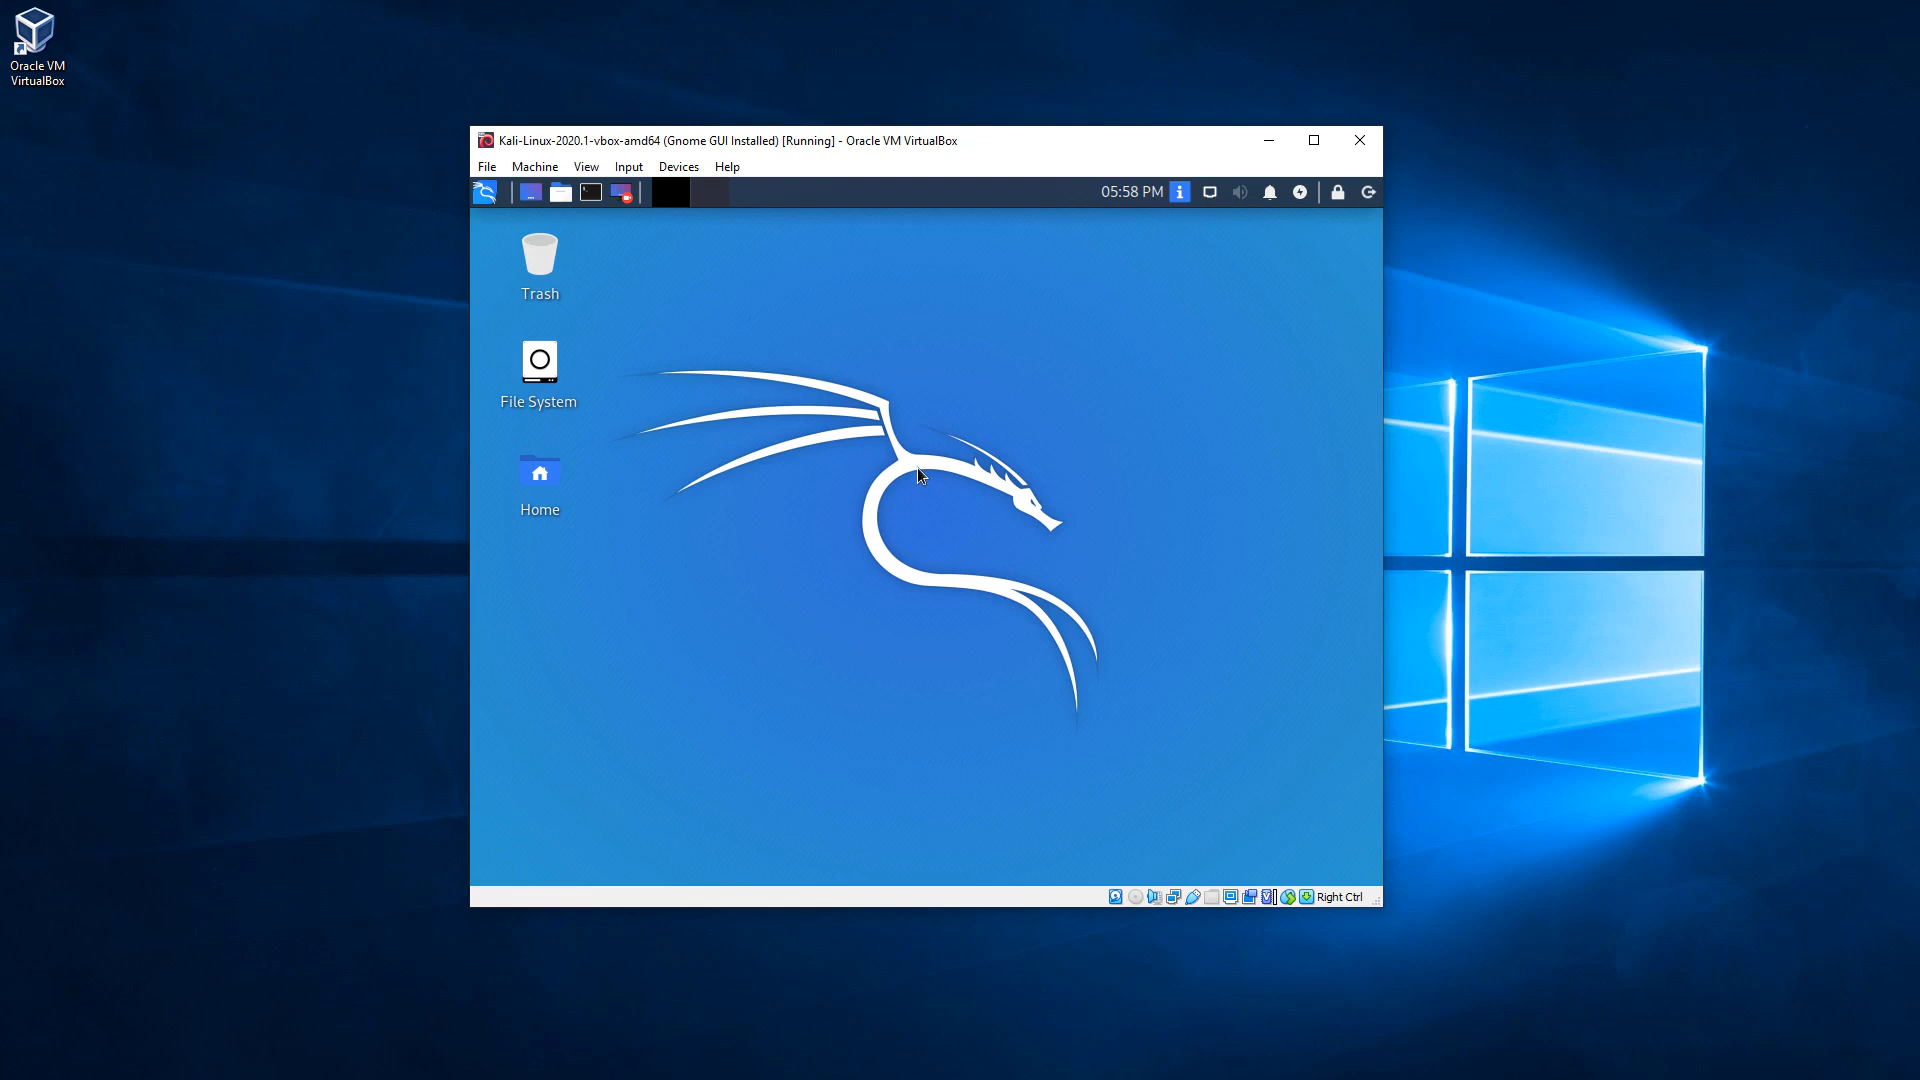 Oracle VM
VirtualBox
Kali-Linux-2020.1-vbox-amd64 (Gnome GUI Installed) [Running] - Oracle VM VirtualBox
File Machine View Input Devices Help
05:58 PM
Trash
File System
Home
Right Ctrl